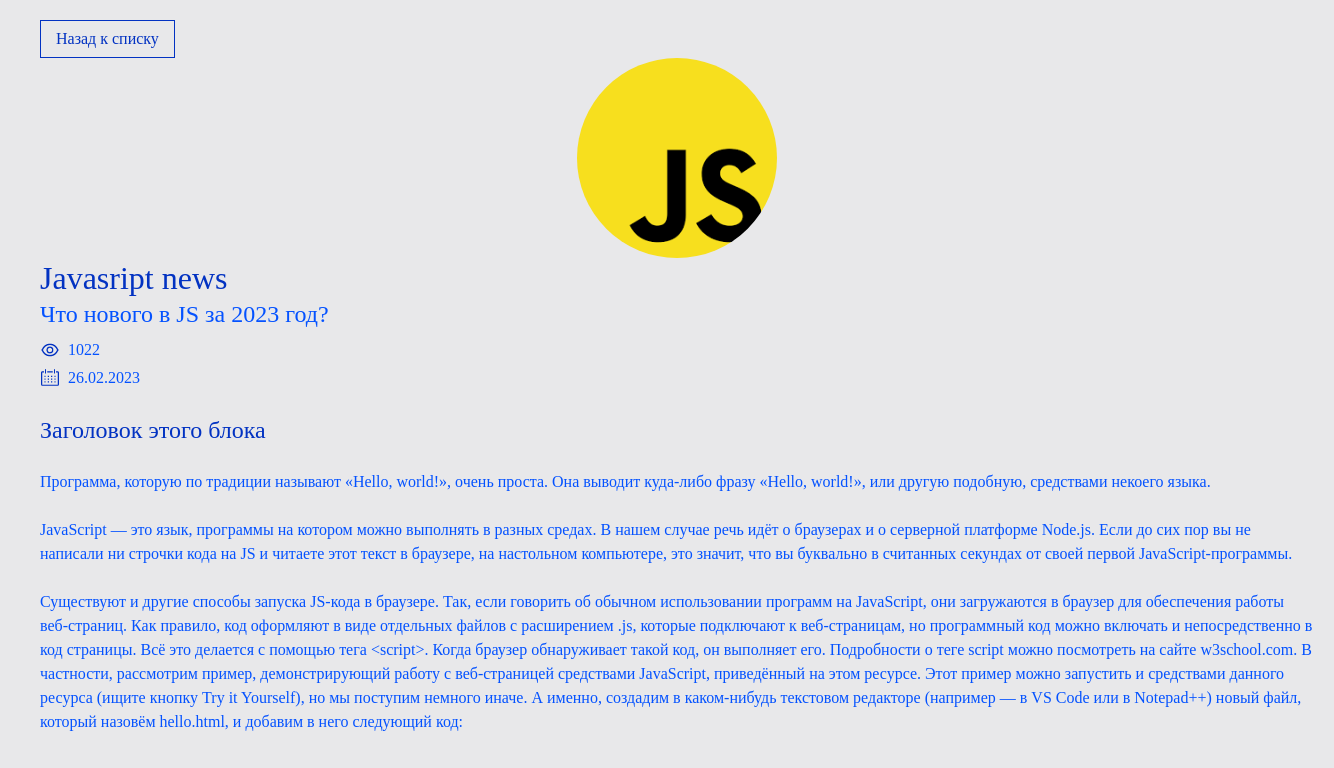 Назад к списку
JS
Javasript news
Что нового в JS за 2023 год?
1022
26.02.2023
Заголовок этого блока
Программа, которую по традиции называют «Hello, world!», очень проста. Она выводит куда-либо фразу «Hello, world!», или другую подобную, средствами некоего языка.
JavaScript — это язык, программы на котором можно выполнять в разных средах. В нашем случае речь идёт о браузерах и о серверной платформе Node.js. Если до сих пор вы не
написали ни строчки кода на JS и читаете этот текст в браузере, на настольном компьютере, это значит, что вы буквально в считанных секундах от своей первой JavaScript-программы.
Существуют и другие способы запуска JS-кода в браузере. Так, если говорить об обычном использовании программ на JavaScript, они загружаются в браузер для обеспечения работы
веб-страниц. Как правило, код оформляют в виде отдельных файлов с расширением .js, которые подключают к веб-страницам, но программный код можно включать и непосредственно в
код страницы. Всё это делается с помощью тега <script>. Когда браузер обнаруживает такой код, он выполняет его. Подробности о теге script можно посмотреть на сайте w3school.com. В
частности, рассмотрим пример, демонстрирующий работу с веб-страницей средствами JavaScript, приведённый на этом ресурсе. Этот пример можно запустить и средствами данного
ресурса (ищите кнопку Try it Yourself), но мы поступим немного иначе. А именно, создадим в каком-нибудь текстовом редакторе (например — в VS Code или в Notepad++) новый файл,
который назовём hello.html, и добавим в него следующий код: